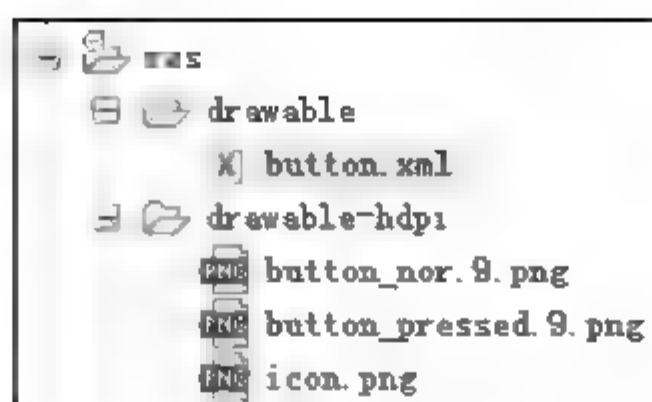 res
drawable
button.xml
drawable-hdpi
button_nor.9.png
button_pressed.9.png
icon.png